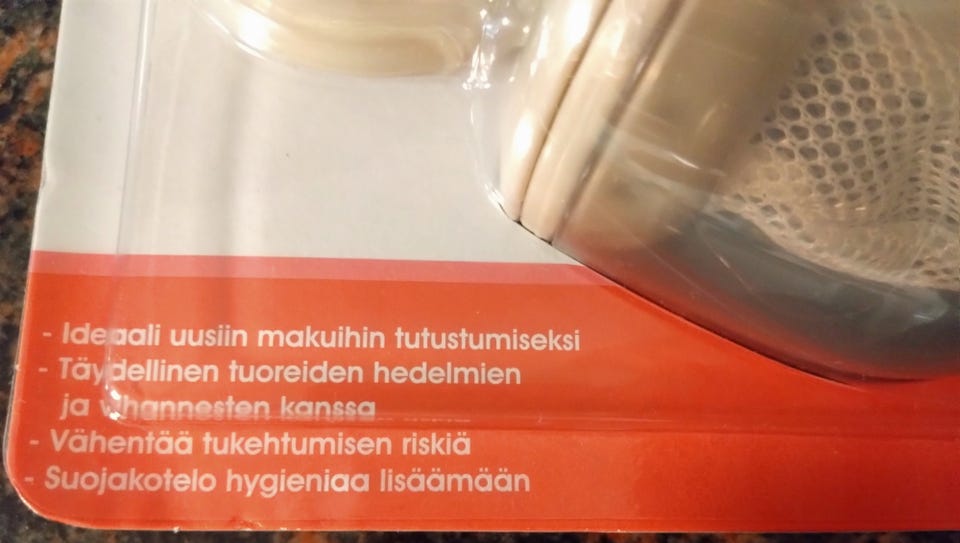 - Ideaali uusiin makuihin tutustumiseksi
- Täydellinen tuoreiden hedelmien
ja vihannesten kanssa
- Vähentää tukehtumisen riskiä
- Suojakotelo hygieniaa lisäämään